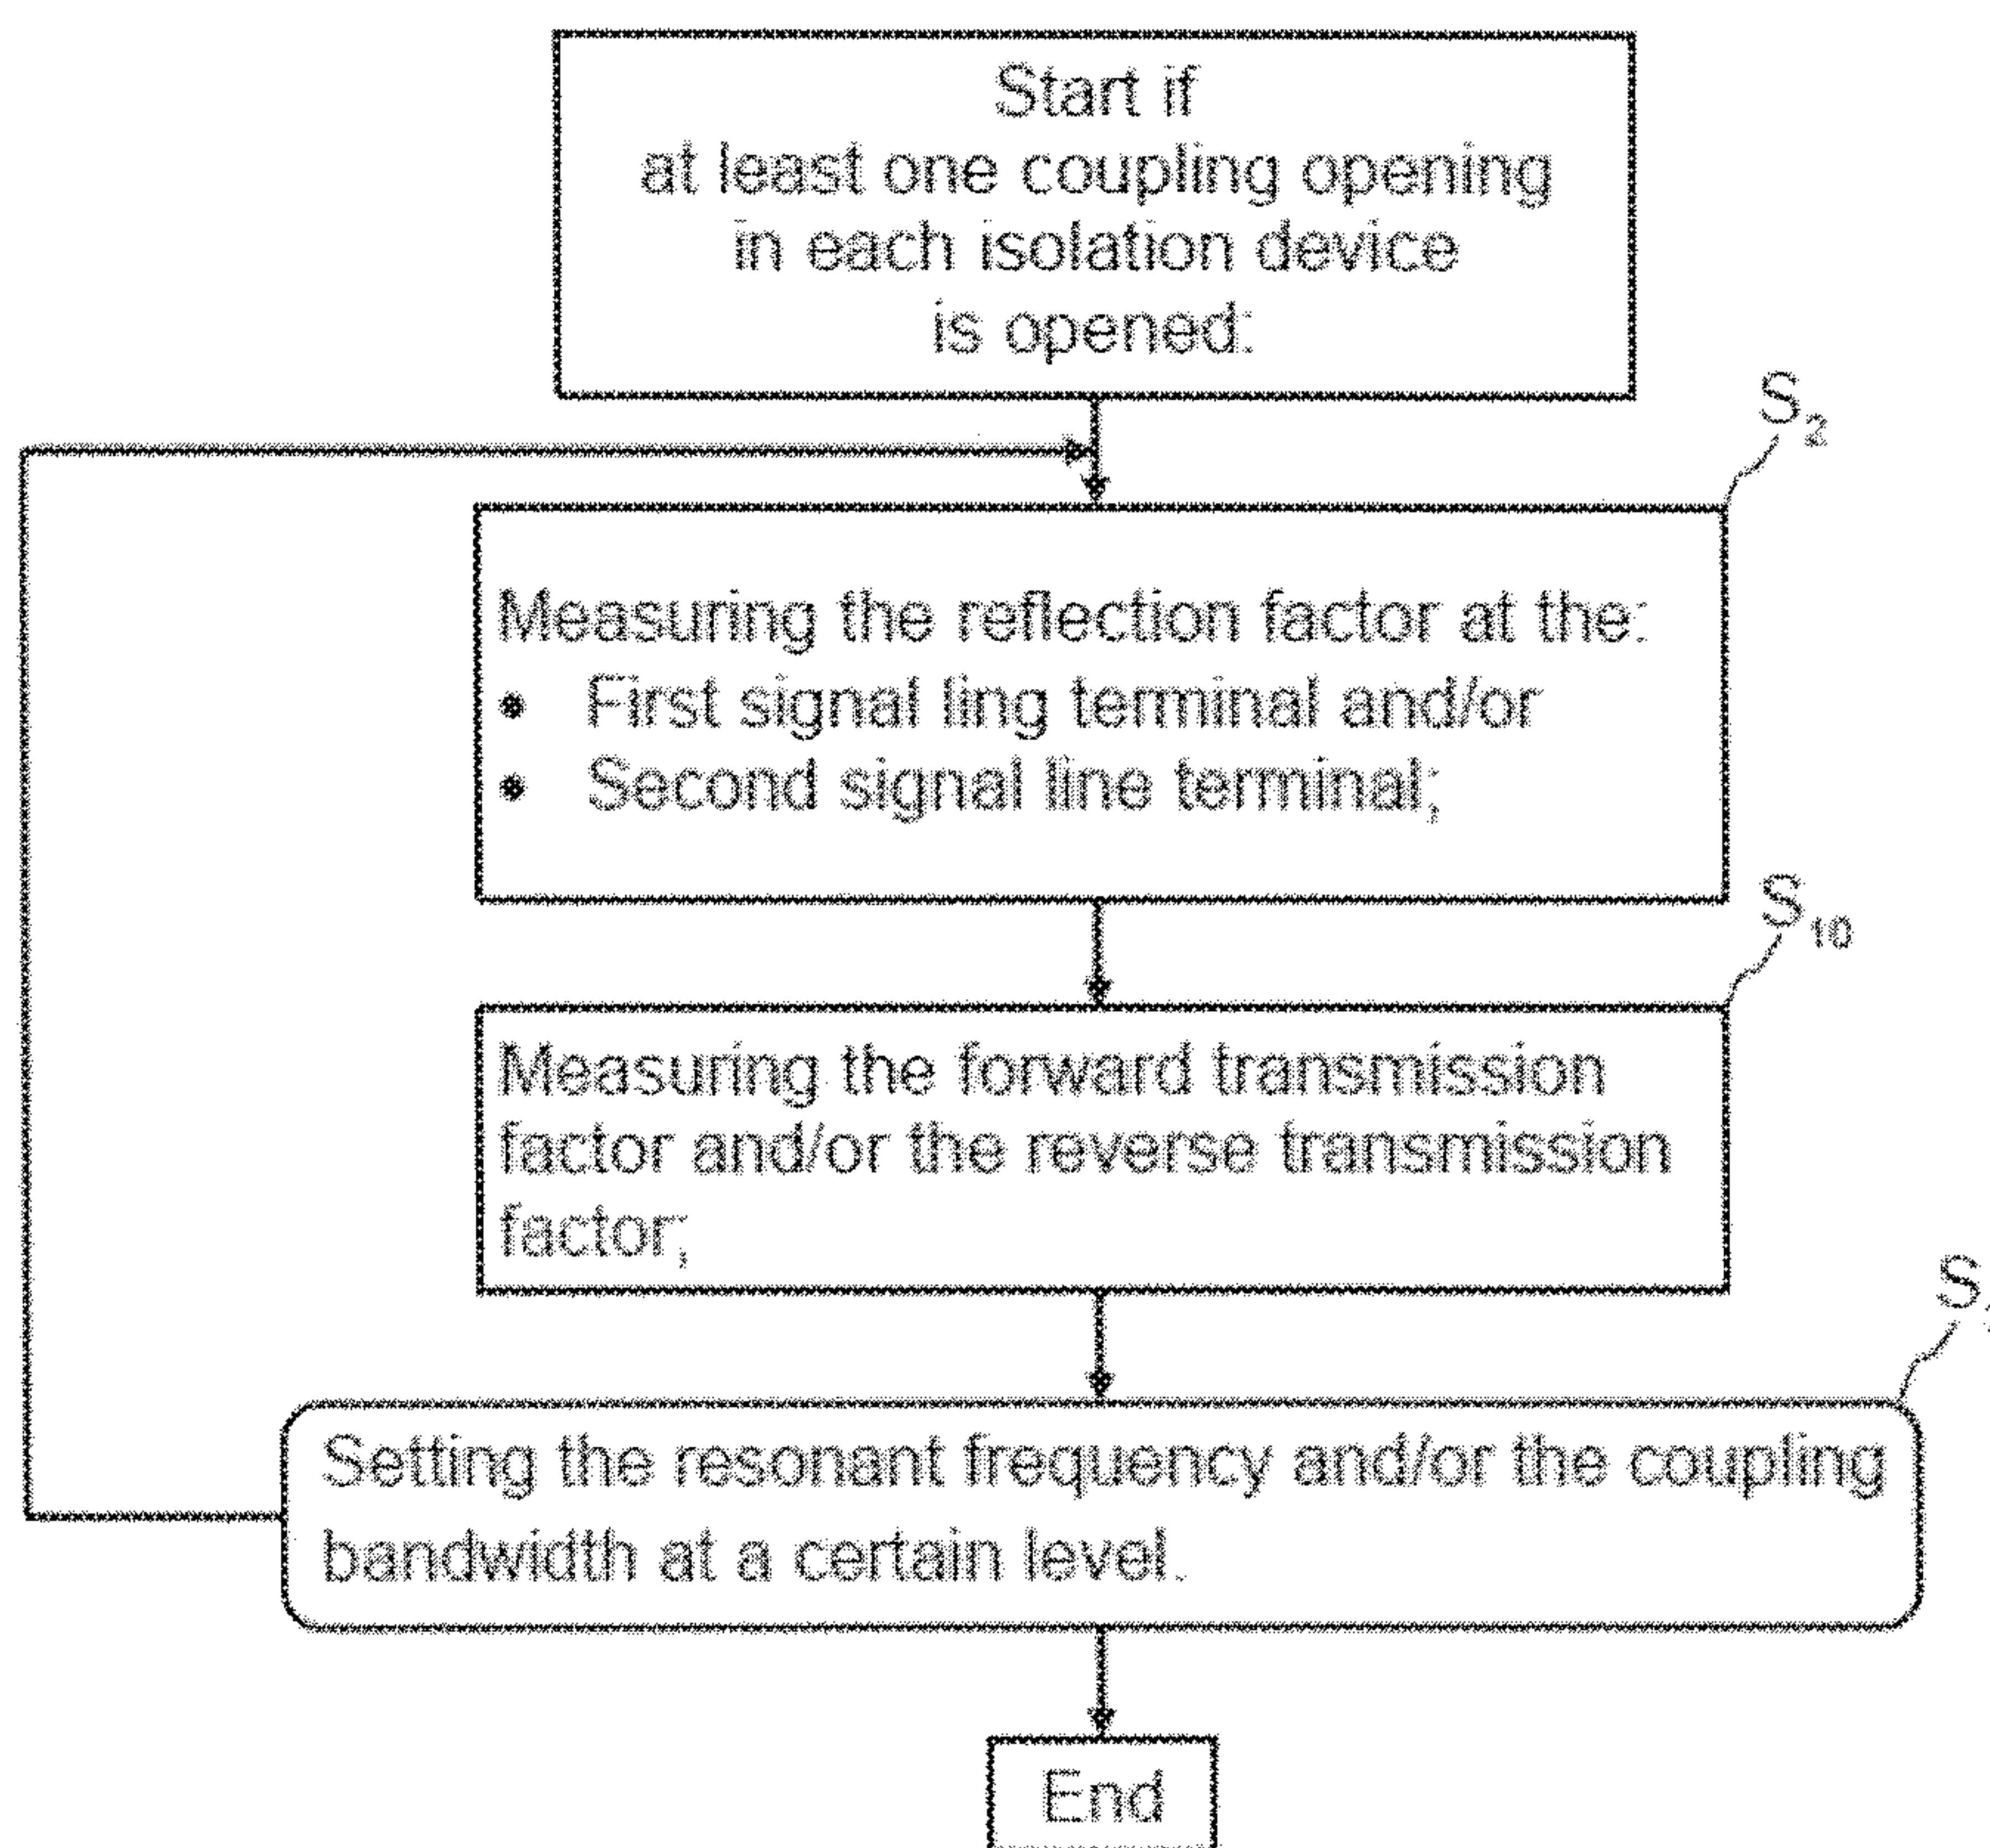 Start if
at least one coupling opening
in each isolation device
is opened:
S2
Measuring the reflection factor at the:
• First signal ling terminal and/or
• Second signal line terminal;
S10
Measuring the forward transmission
factor and/or the reverse transmission
factor;
S
Setting the resonant frequency and/or the coupling
bandwidth at a certain level.
End